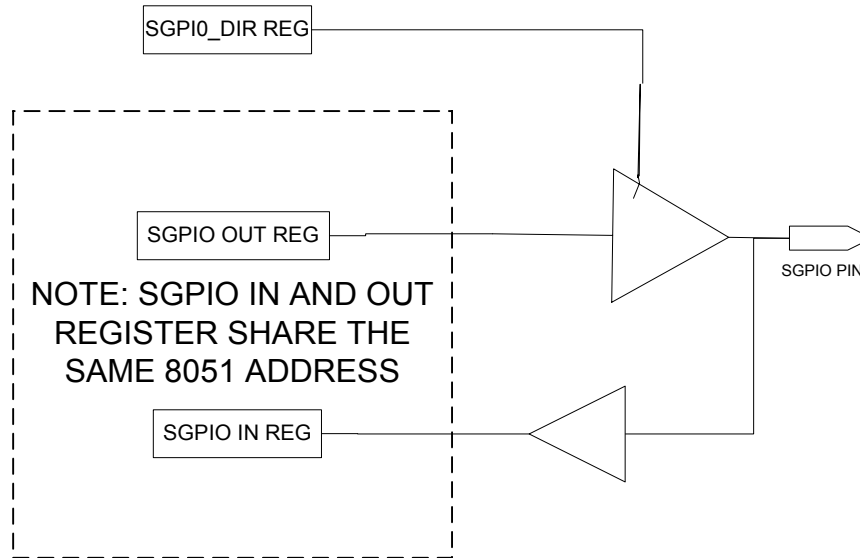 SGPI0_DIR REG
SGPIO OUT REG
SGPIO PIN
NOTE: SGPIO IN AND OUT
REGISTER SHARE THE
SAME 8051 ADDRESS
SGPIO IN REG